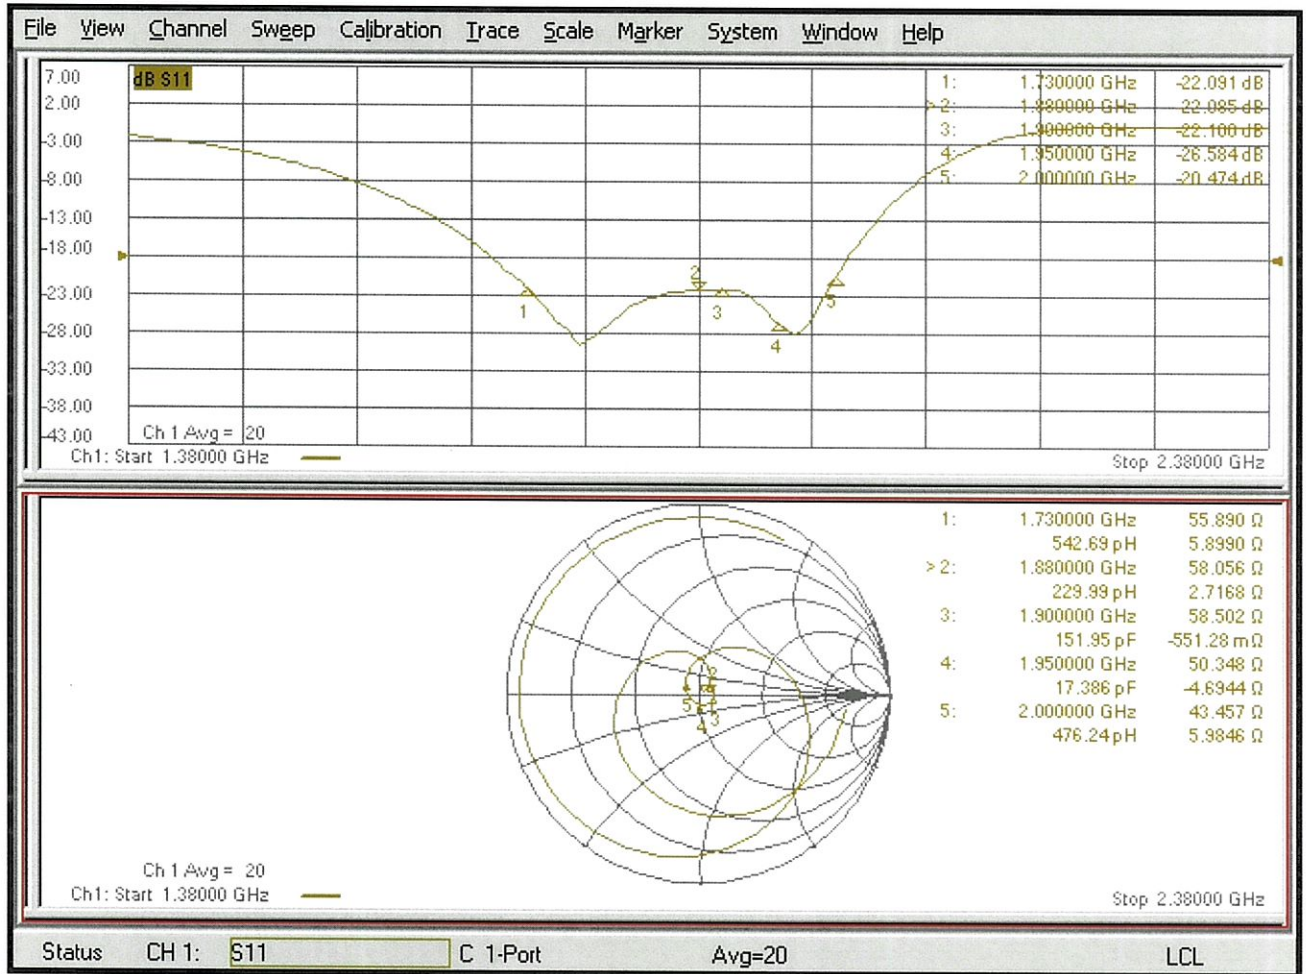 File View Channel Sweep Calibration Trace Scale Marker System Window Help
7.00
2.00
-3.00
-8.00
-13.00
-18.00
-23.00
-28.00
-33.00
-38.00
-43.00
dB S11
1: 1.730000 GHz -22.091 dB
> 2: 1.880000 GHz -22.085 dB
3: 1.900000 GHz -22.100 dB
4: 1.950000 GHz -26.584 dB
5: 2.000000 GHz -20.474 dB
1
2
3
4
5
Ch 1 Avg = 20
Ch1: Start 1.38000 GHz
Stop 2.38000 GHz
1: 1.730000 GHz 55.890 Ω
542.69 pH 5.8990 Ω
> 2: 1.880000 GHz 58.056 Ω
229.99 pH 2.7168 Ω
3: 1.900000 GHz 58.502 Ω
151.95 pF -551.28 mΩ
4: 1.950000 GHz 50.348 Ω
17.386 pF -4.6944 Ω
5: 2.000000 GHz 43.457 Ω
476.24 pH 5.9846 Ω
2
5
3
4
Ch 1 Avg = 20
Ch1: Start 1.38000 GHz
Stop 2.38000 GHz
Status CH 1: S11 C 1-Port Avg=20 LCL